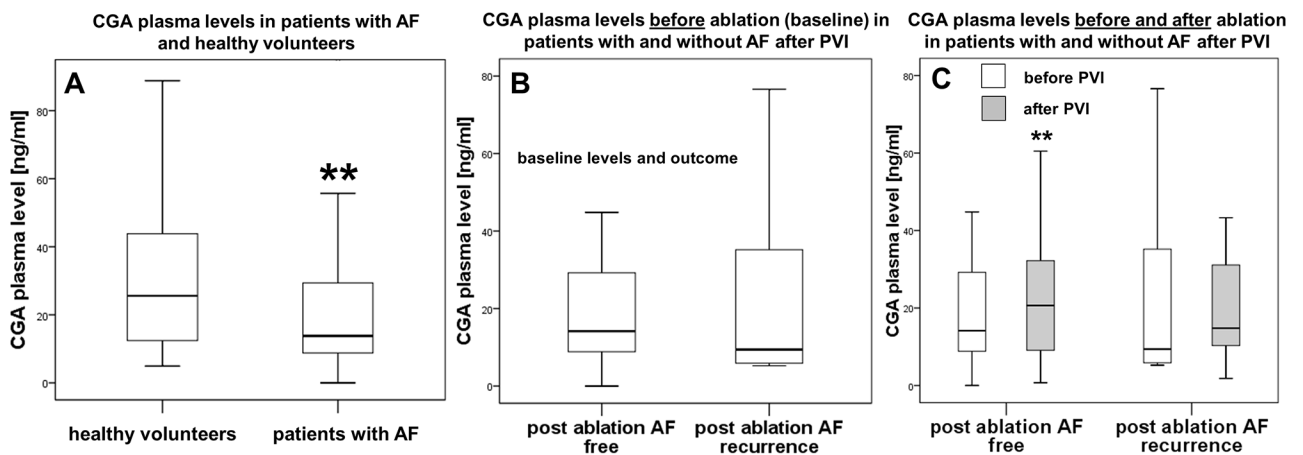 CGA plasma levels in patients with AF
and healthy volunteers
A
CGA plasma level [ng/ml]
80
60
40
20
0
**
healthy volunteers
patients with AF
CGA plasma levels before ablation (baseline) in
patients with and without AF after PVI
B
baseline levels and outcome
CGA plasma level [ng/ml]
80
60
40
20
0
post ablation AF
free
post ablation AF
recurrence
CGA plasma levels before and after ablation
in patients with and without AF after PVI
C
before PVI
after PVI
**
CGA plasma level [ng/ml]
80
60
40
20
0
post ablation AF
free
post ablation AF
recurrence